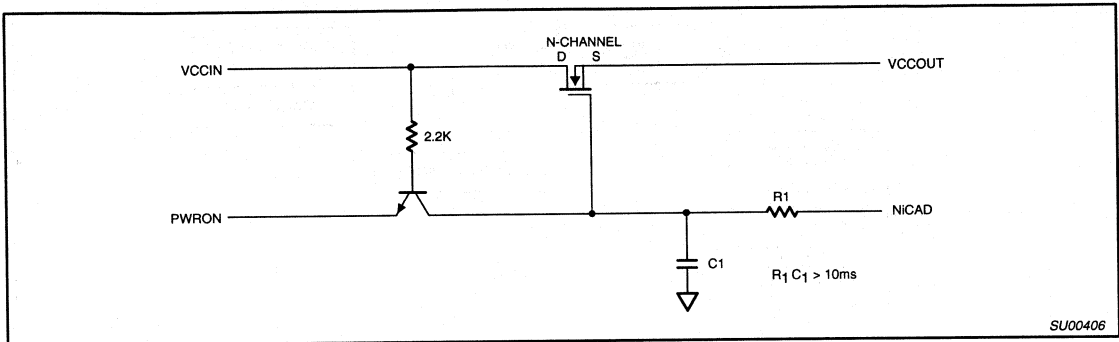 N-CHANNEL
D S
VCCIN
VCCOUT
2.2K
PWRON
R1
NiCAD
C1
R1 C1 > 10ms
SU00406